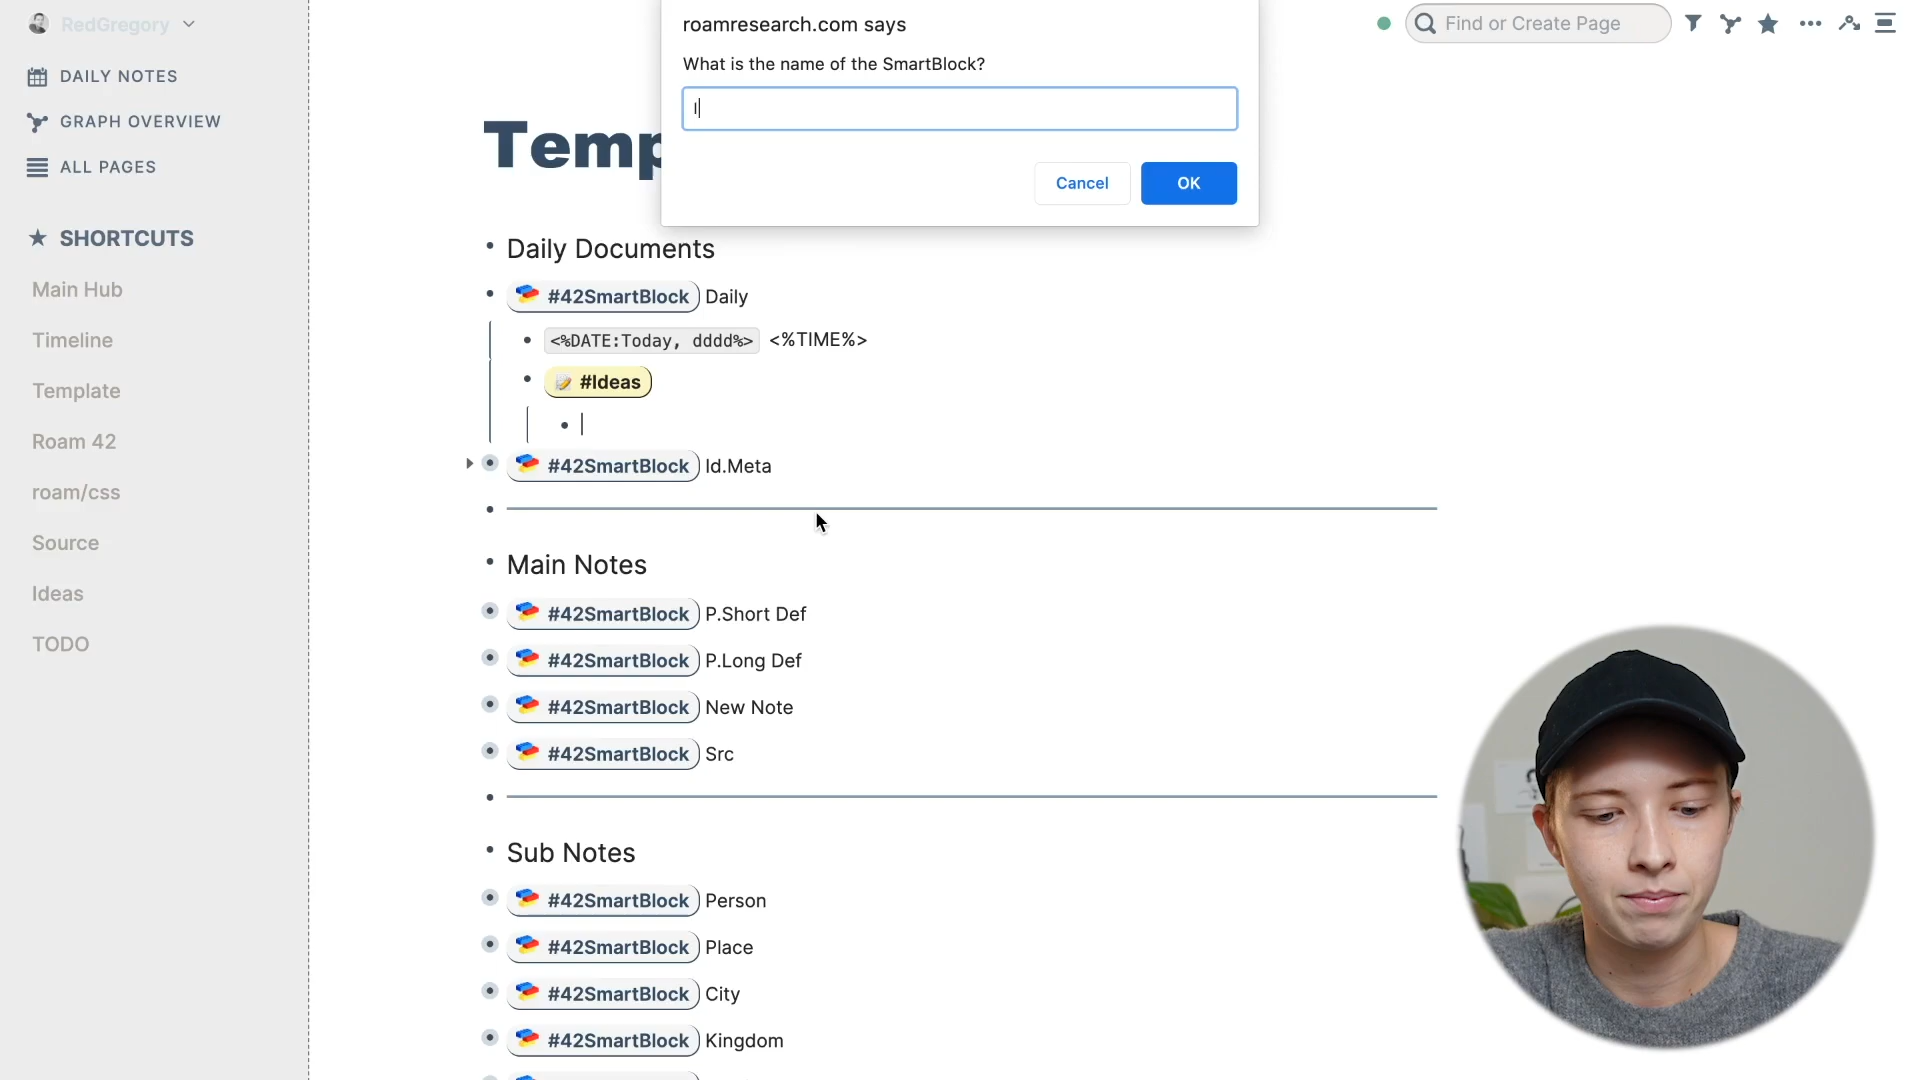 RedGregory
DAILY NOTES
GRAPH OVERVIEW
ALL PAGES
SHORTCUTS
Main Hub
Timeline
Template
Roam 42
roam/css
Source
Ideas
TODO
roamresearch.com says
What is the name of the SmartBlock?
I
Cancel
OK
Find or Create Page
Temp
Daily Documents
#42SmartBlock Daily
<%DATE:Today, dddd%> <%TIME%>
#Ideas
#42SmartBlock Id.Meta
Main Notes
#42SmartBlock P.Short Def
#42SmartBlock P.Long Def
#42SmartBlock New Note
#42SmartBlock Src
Sub Notes
#42SmartBlock Person
#42SmartBlock Place
#42SmartBlock City
#42SmartBlock Kingdom